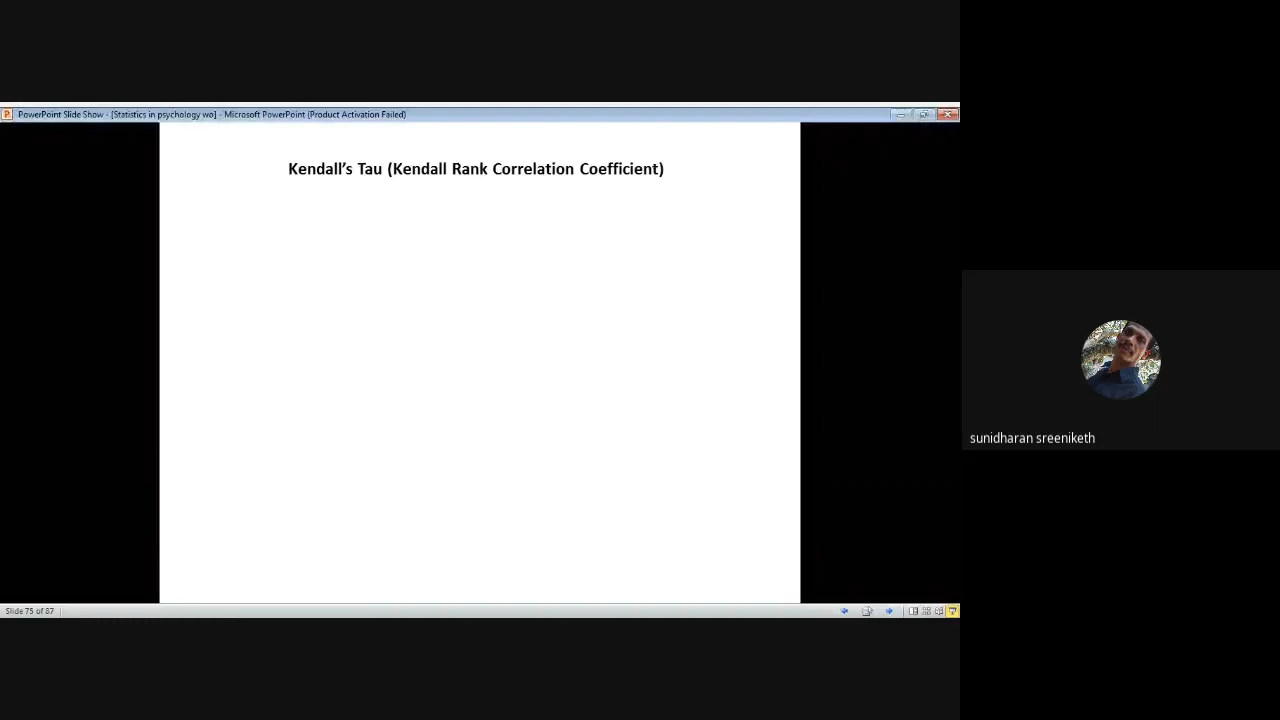 PowerPoint Slide Show - [Statistics in psychology wo] - Microsoft PowerPoint (Product Activation Failed)
Kendall's Tau (Kendall Rank Correlation Coefficient)
sunidharan sreeniketh
Slide 75 of 87